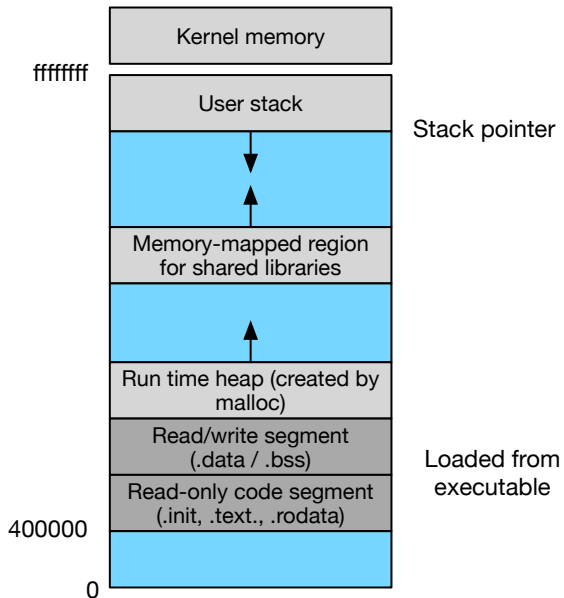 Kernel memory
ffffffff
User stack
Stack pointer
Memory-mapped region
for shared libraries
Run time heap (created by
malloc)
Read/write segment
(.data / .bss)
Loaded from
executable
Read-only code segment
(.init, .text., .rodata)
400000
0